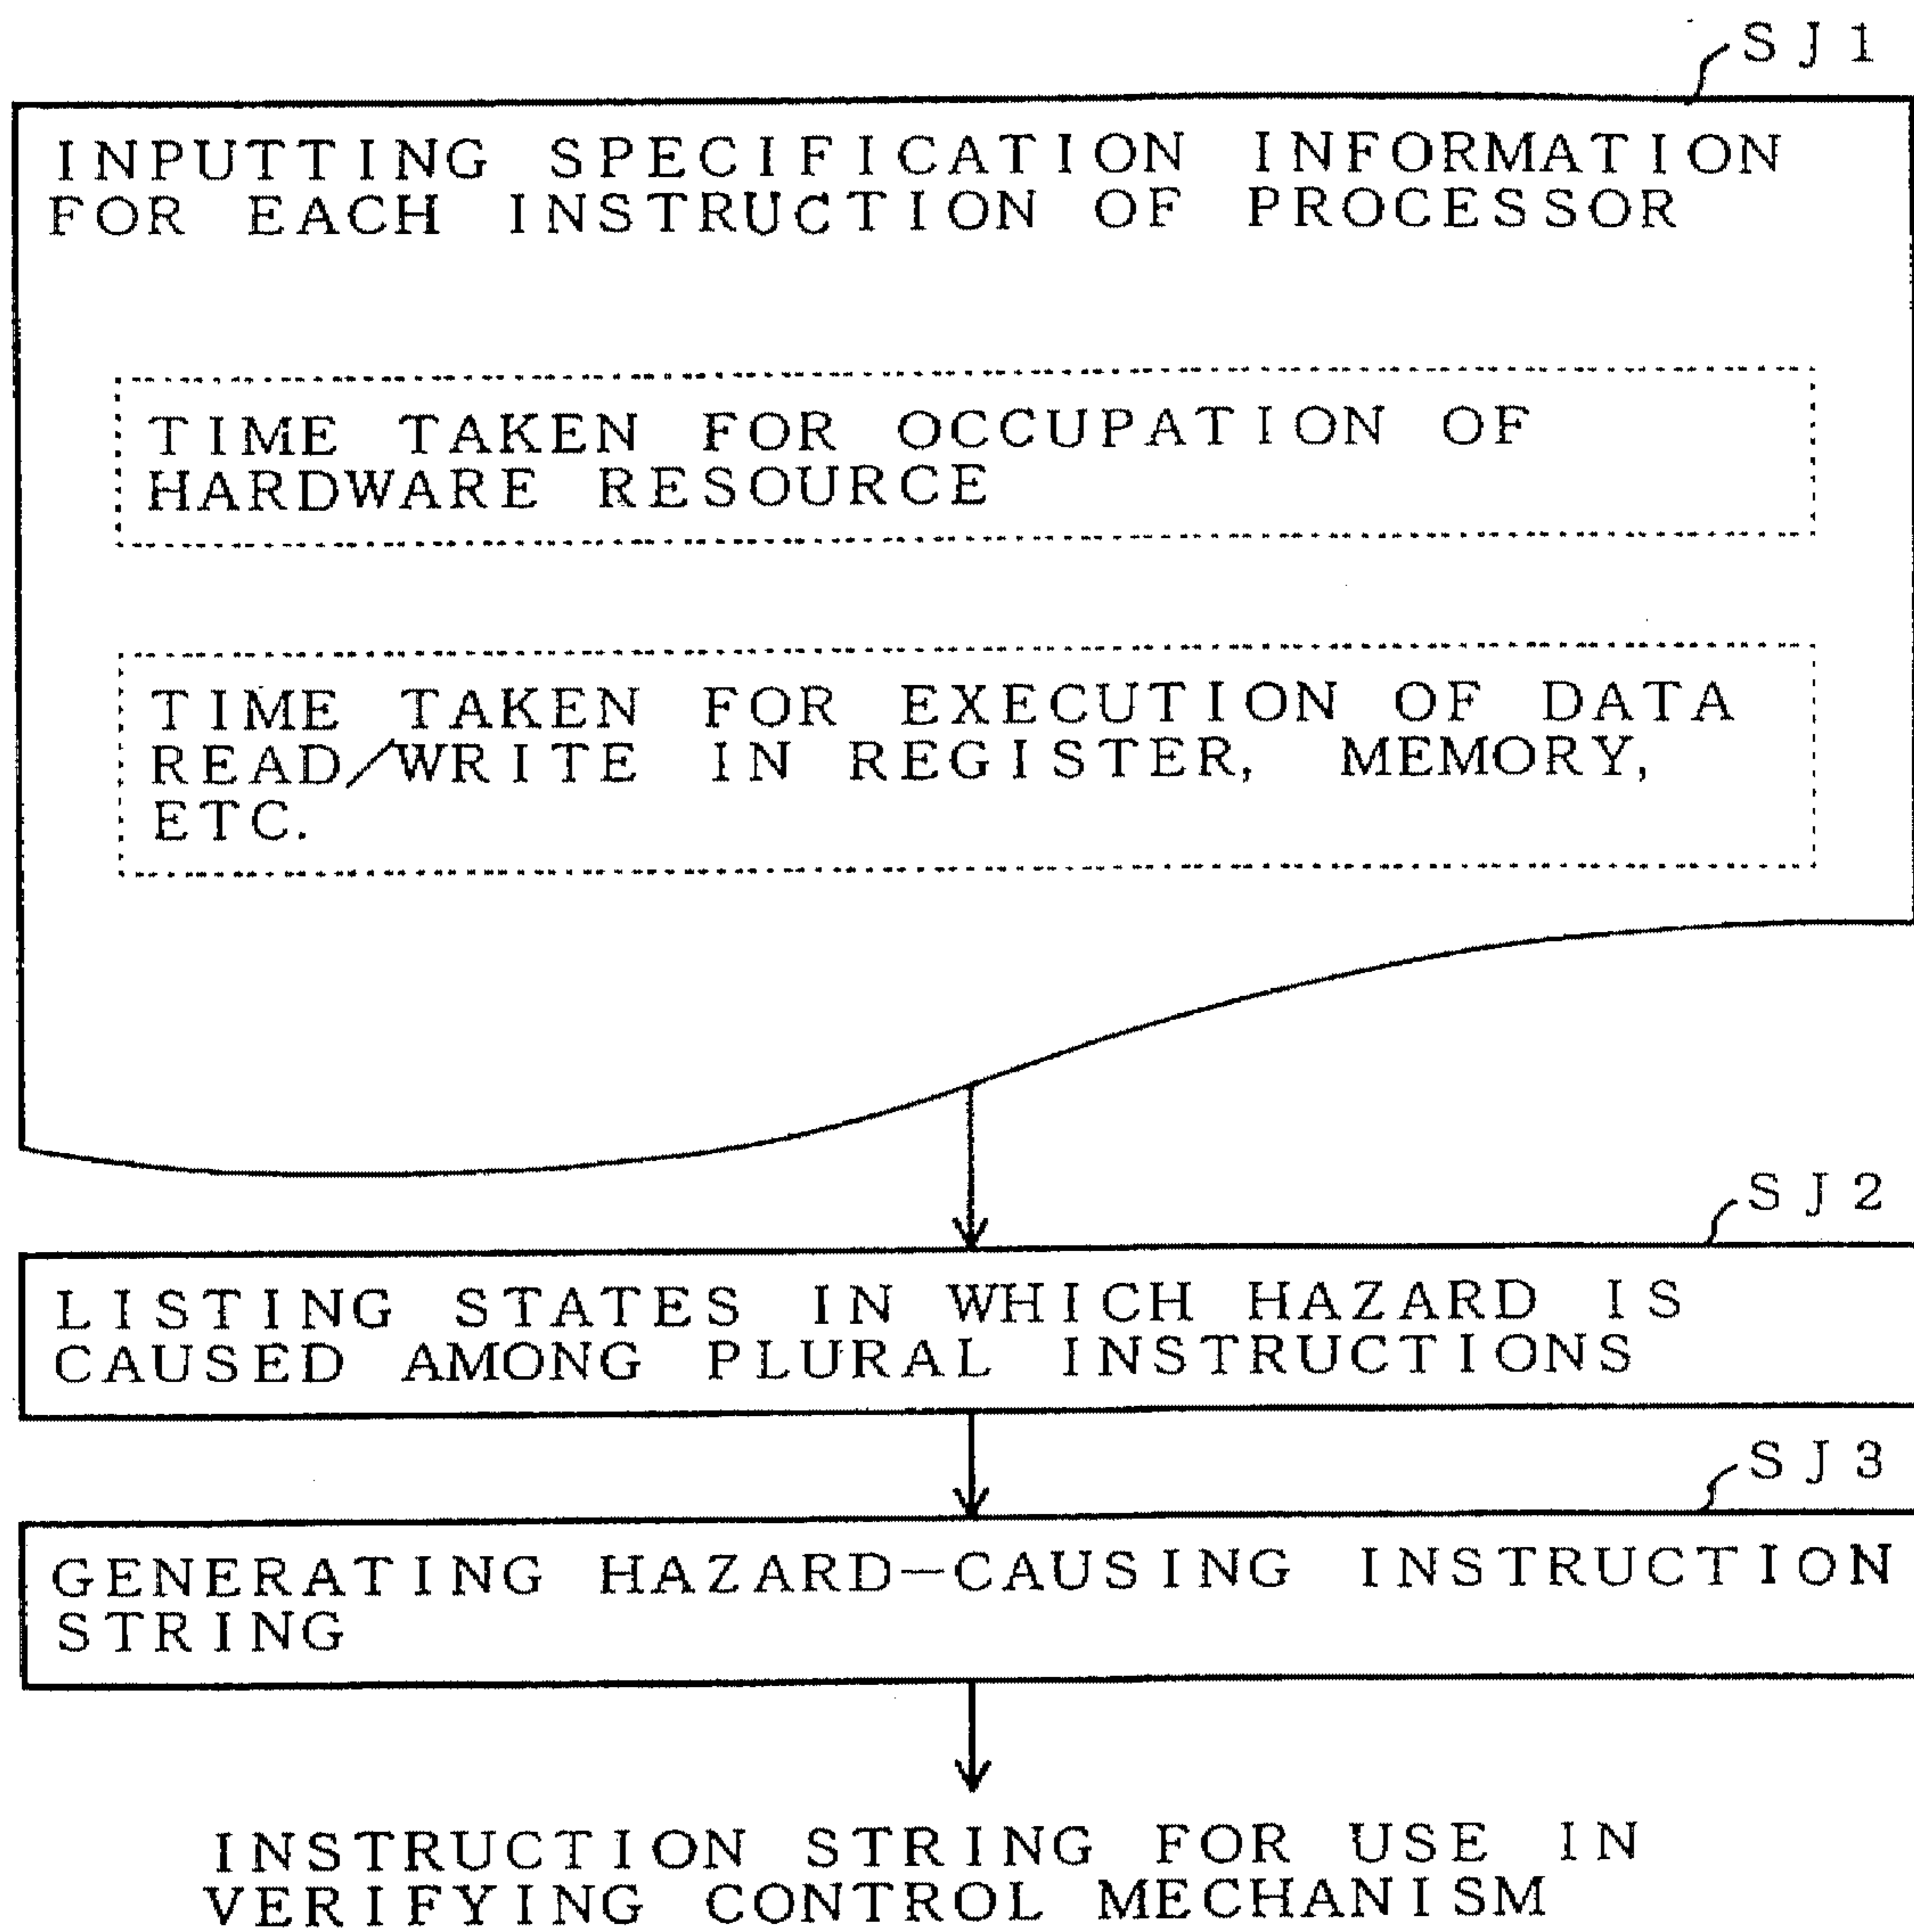 SJ1
INPUTTING SPECIFICATION INFORMATION
FOR EACH INSTRUCTION OF PROCESSOR
TIME TAKEN FOR OCCUPATION OF
HARDWARE RESOURCE
TIME TAKEN FOR EXECUTION OF DATA
READ/WRITE IN REGISTER, MEMORY,
ETC.
SJ2
LISTING STATES IN WHICH HAZARD IS
CAUSED AMONG PLURAL INSTRUCTIONS
SJ3
GENERATING HAZARD-CAUSING INSTRUCTION
STRING
INSTRUCTION STRING FOR USE IN
VERIFYING CONTROL MECHANISM